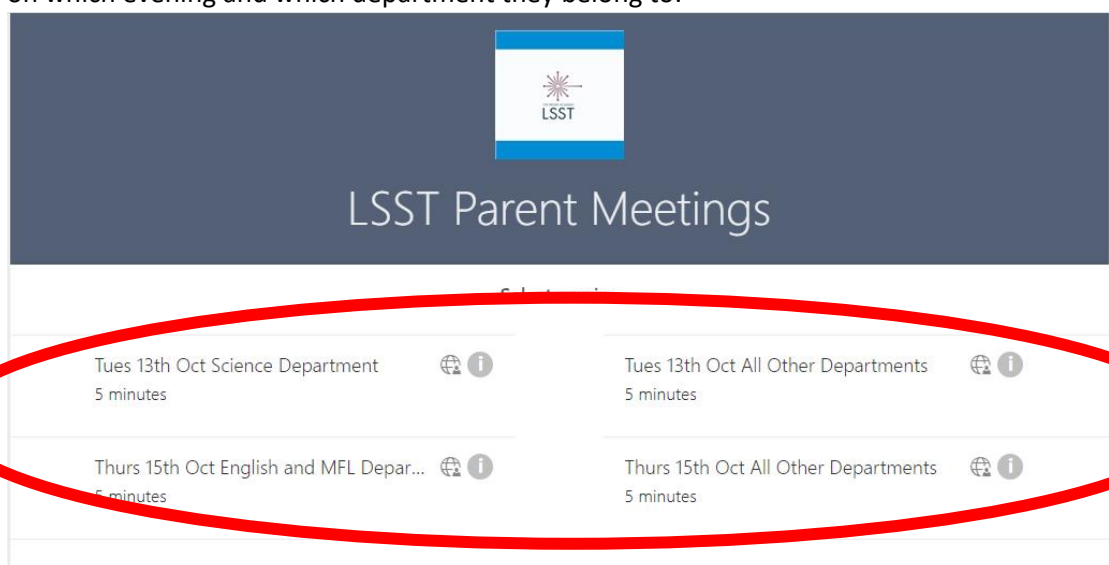 on which evening and which department they belong to.
LSST
LSST Parent Meetings
Tues 13th Oct Science Department
5 minutes
Tues 13th Oct All Other Departments
5 minutes
Thurs 15th Oct English and MFL Depar...
5 minutes
Thurs 15th Oct All Other Departments
5 minutes